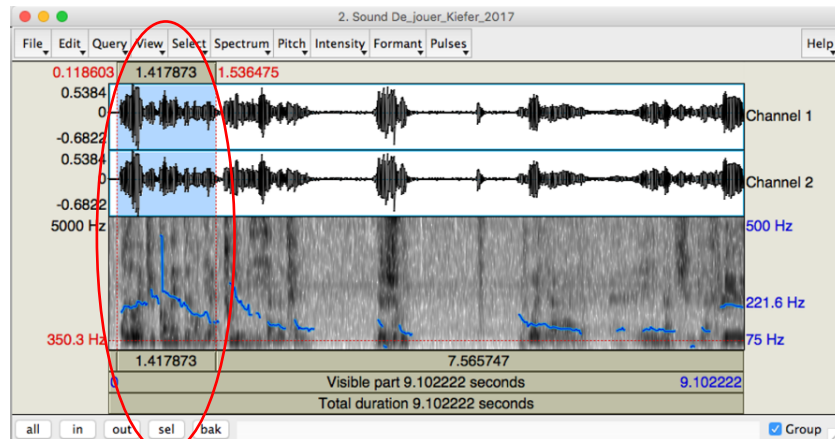 2. Sound De_jouer_Kiefer_2017
File Edit Query View Select Spectrum Pitch Intensity Formant Pulses Help
0.118603 1.417873 1.536475
0.5384
0
-0.6822
Channel 1
0.5384
0
-0.6822
Channel 2
5000 Hz 500 Hz
221.6 Hz
350.3 Hz 75 Hz
1.417873 7.565747
0 Visible part 9.102222 seconds 9.102222
Total duration 9.102222 seconds
all in out sel bak Group